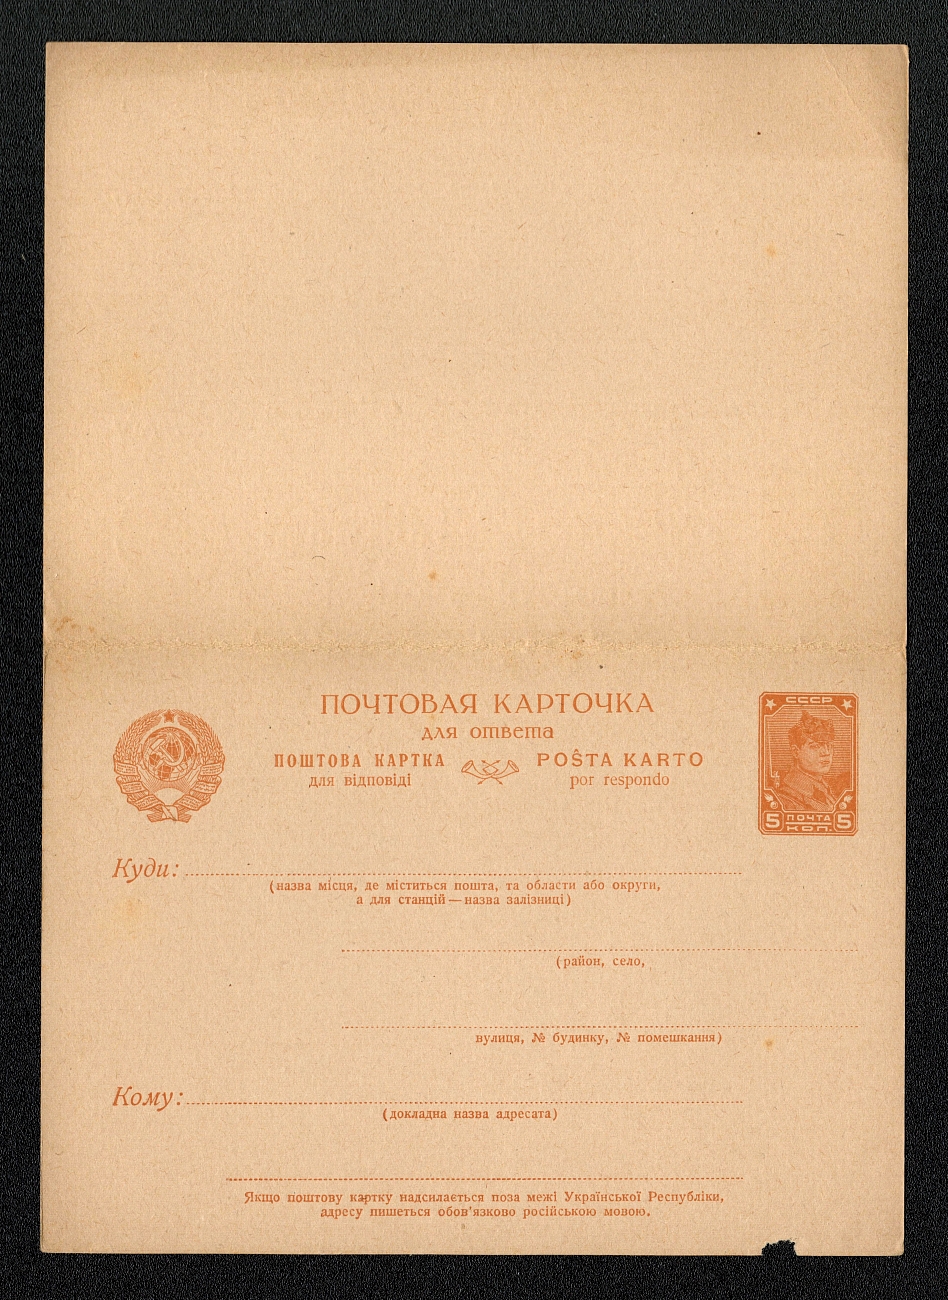 ПОЧТОВАЯ КАРТОЧКА
для ответа
ПОШТОВА КАРТКА
для відповіді
POŜTA KARTO
por respondo
СССР
5 ПОЧТА 5
КОП.
Куди:
(назва місця, де міститься пошта, та області або округи,
а для станцій — назва залізниці)
(район, село,
вулиця, № будинку, № помешкання)
Кому:
(докладна назва адресата)
Якщо поштову картку надсилається поза межі Української Республіки,
адресу пишеться обов'язково російською мовою.